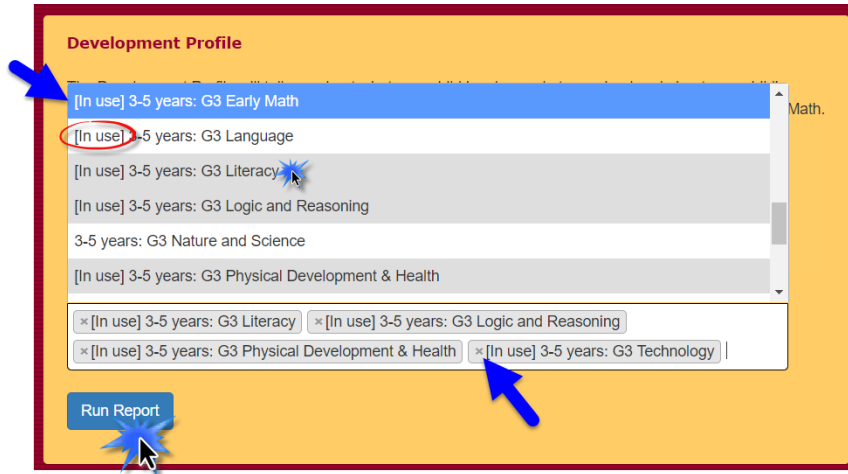 Development Profile
Math.
[In use] 3-5 years: G3 Early Math
[In use] 3-5 years: G3 Language
[In use] 3-5 years: G3 Literacy
[In use] 3-5 years: G3 Logic and Reasoning
3-5 years: G3 Nature and Science
[In use] 3-5 years: G3 Physical Development & Health
×[In use] 3-5 years: G3 Literacy ×[In use] 3-5 years: G3 Logic and Reasoning
×[In use] 3-5 years: G3 Physical Development & Health ×[In use] 3-5 years: G3 Technology
Run Report